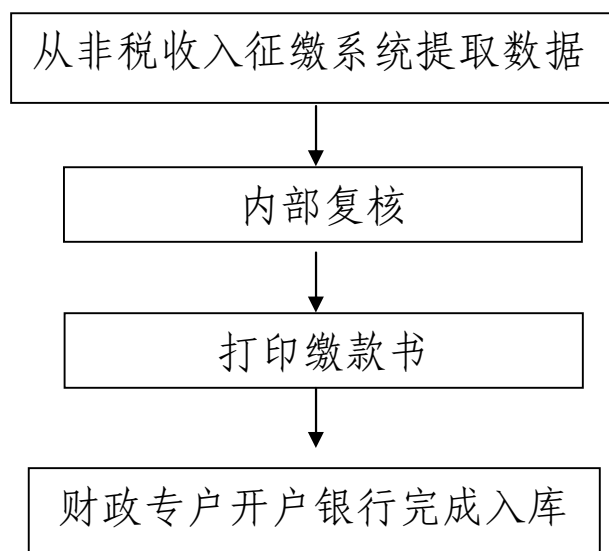 从非税收入征缴系统提取数据
内部复核
打印缴款书
财政专户开户银行完成入库